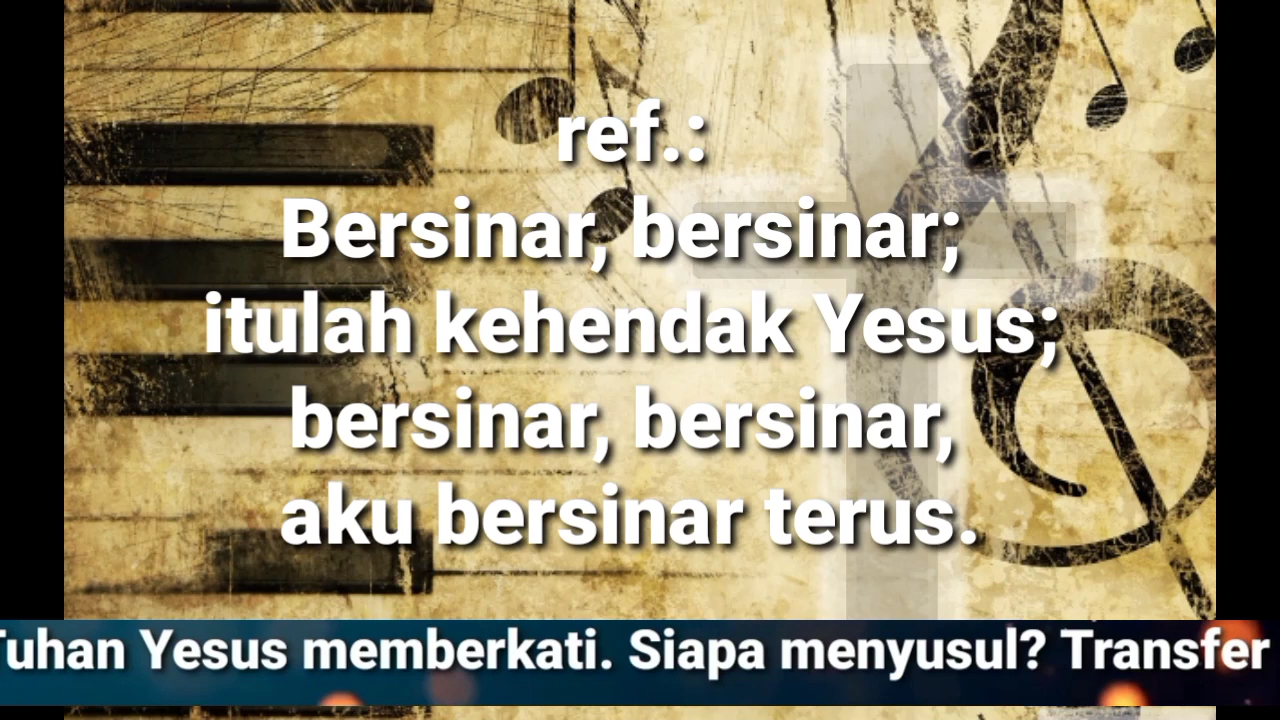 ref.:
Bersinar, bersinar;
itulah kehendak Yesus;
bersinar, bersinar,
aku bersinar terus.
Tuhan Yesus memberkati. Siapa menyusul? Transfer